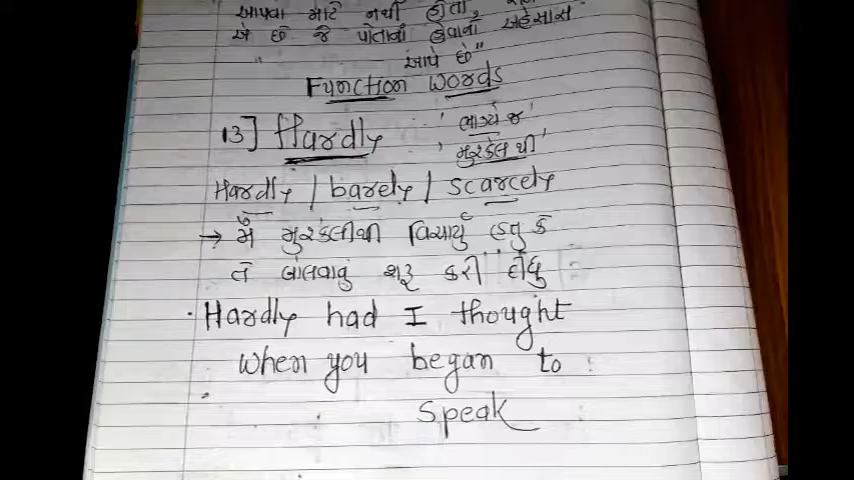 આપવા માટે નથી હોતા,
એ છે જે પોતાના હોવાનો અહેસાસ
આપે છે"
Function Words
13] Hardly 'ભાગ્યે જ'
'મુશ્કેલથી'
Hardly / barely / scarcely
→ મેં મુશ્કેલીથી વિચાર્યું હતુ કે
તે બોલવાનું શરૂ કરી દીધુ
· Hardly had I thought
when you began to
speak